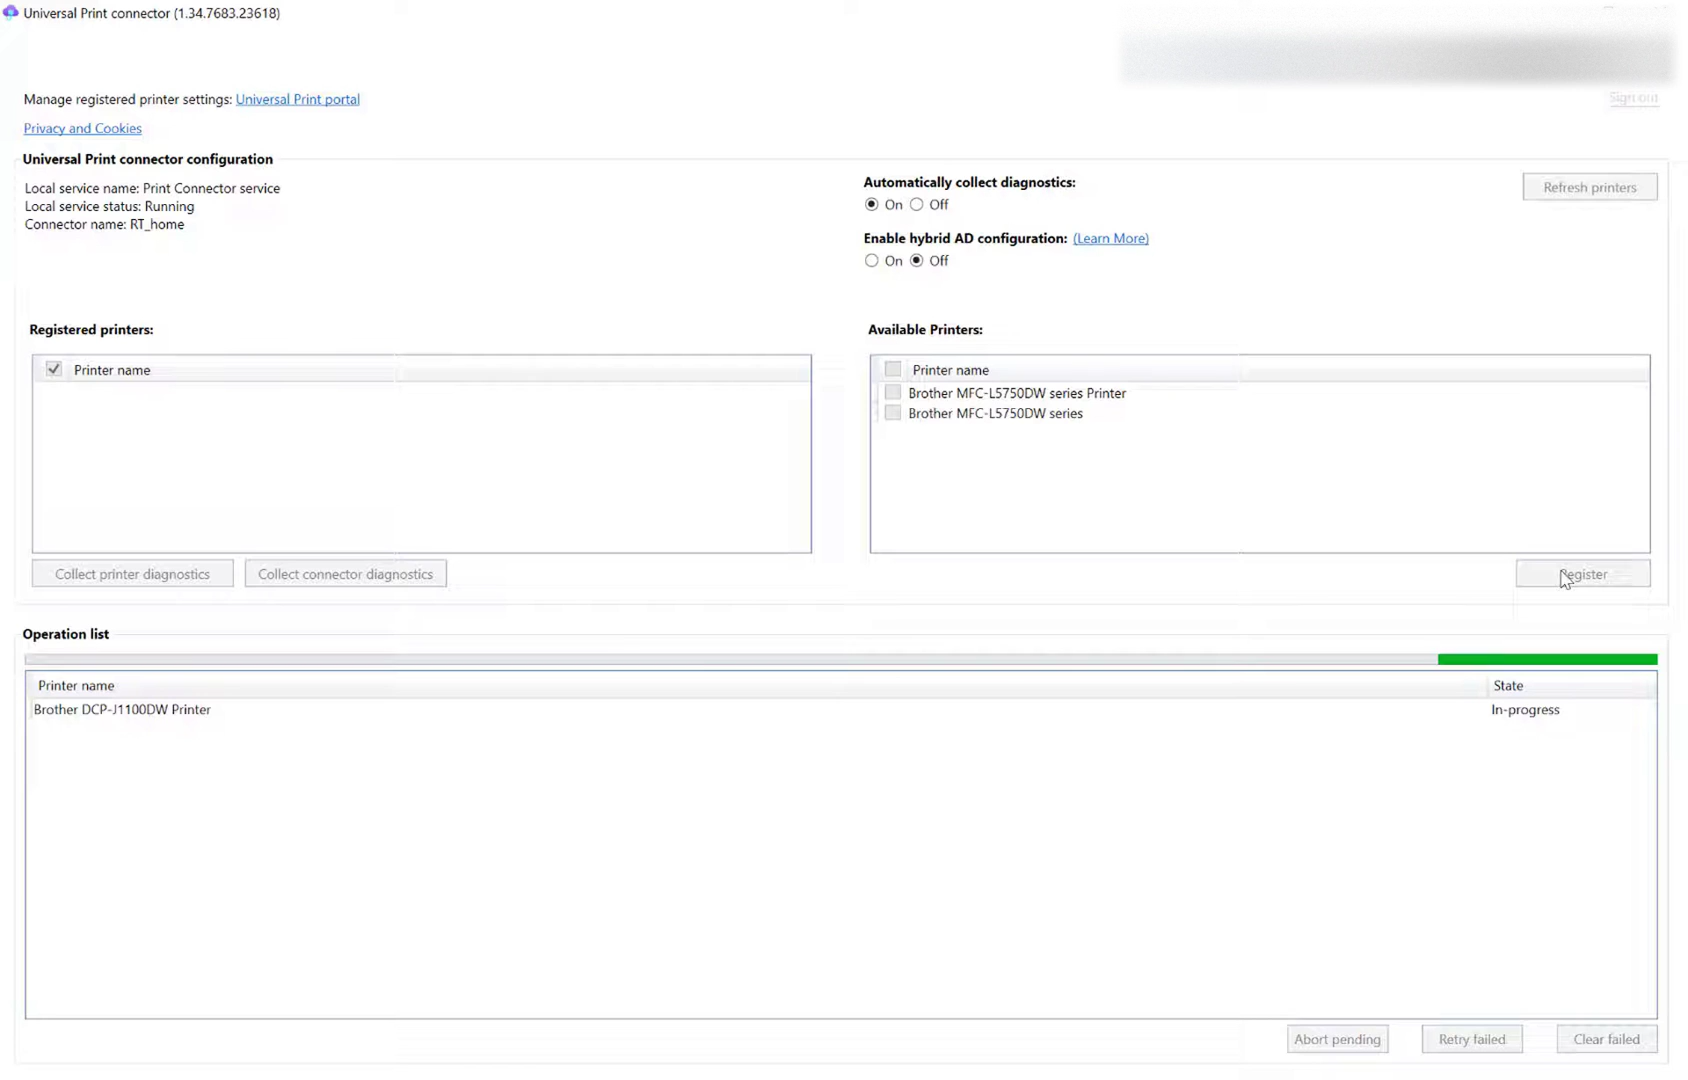 Universal Print connector (1.34.7683.23618)
Manage registered printer settings: Universal Print portal
Sign out
Privacy and Cookies
Universal Print connector configuration
Local service name: Print Connector service
Local service status: Running
Connector name: RT_home
Automatically collect diagnostics:
On Off
Refresh printers
Enable hybrid AD configuration: (Learn More)
On Off
Registered printers:
Printer name
Collect printer diagnostics Collect connector diagnostics
Available Printers:
Printer name
Brother MFC-L5750DW series Printer
Brother MFC-L5750DW series
Register
Operation list
Printer name State
Brother DCP-J1100DW Printer In-progress
Abort pending Retry failed Clear failed